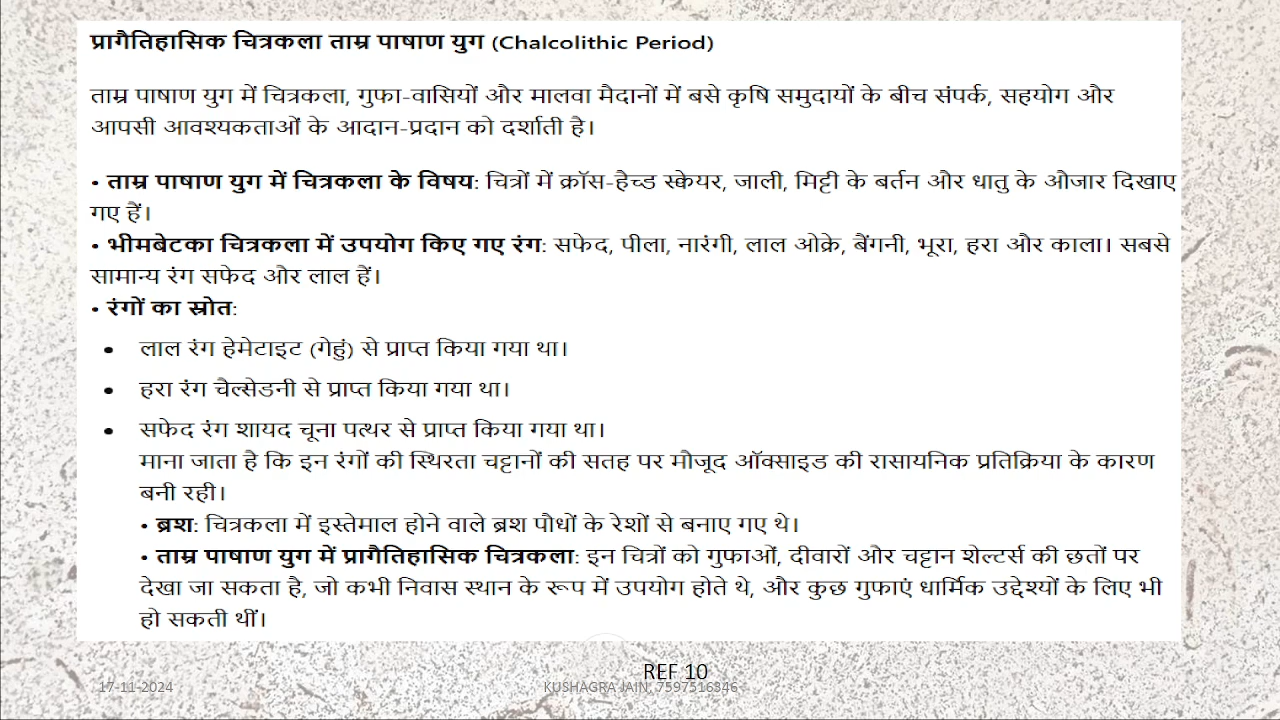 प्रागैतिहासिक चित्रकला ताम्र पाषाण युग (Chalcolithic Period)
ताम्र पाषाण युग में चित्रकला, गुफा-वासियों और मालवा मैदानों में बसे कृषि समुदायों के बीच संपर्क, सहयोग और
आपसी आवश्यकताओं के आदान-प्रदान को दर्शाती है।
• ताम्र पाषाण युग में चित्रकला के विषय: चित्रों में क्रॉस-हैच्ड स्केयर, जाली, मिट्टी के बर्तन और धातु के औजार दिखाए
गए हैं।
• भीमबेटका चित्रकला में उपयोग किए गए रंग: सफेद, पीला, नारंगी, लाल ओक्रे, बैंगनी, भूरा, हरा और काला। सबसे
सामान्य रंग सफेद और लाल हैं।
• रंगों का स्रोत:
• लाल रंग हेमेटाइट (गेहुं) से प्राप्त किया गया था।
• हरा रंग चैल्सेडनी से प्राप्त किया गया था।
• सफेद रंग शायद चूना पत्थर से प्राप्त किया गया था।
माना जाता है कि इन रंगों की स्थिरता चट्टानों की सतह पर मौजूद ऑक्साइड की रासायनिक प्रतिक्रिया के कारण
बनी रही।
• ब्रश: चित्रकला में इस्तेमाल होने वाले ब्रश पौधों के रेशों से बनाए गए थे।
• ताम्र पाषाण युग में प्रागैतिहासिक चित्रकला: इन चित्रों को गुफाओं, दीवारों और चट्टान शेल्टर्स की छतों पर
देखा जा सकता है, जो कभी निवास स्थान के रूप में उपयोग होते थे, और कुछ गुफाएं धार्मिक उद्देश्यों के लिए भी
हो सकती थीं।
REF 10
17-11-2024 KUSHAGRA JAIN, 7597516346